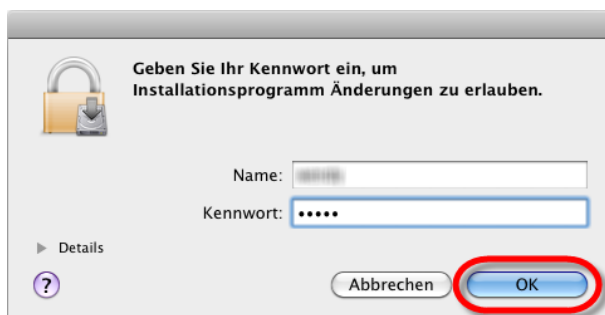 Geben Sie Ihr Kennwort ein, um
Installationsprogramm Änderungen zu erlauben.
Name:
Kennwort: •••••
Details
? Abbrechen OK